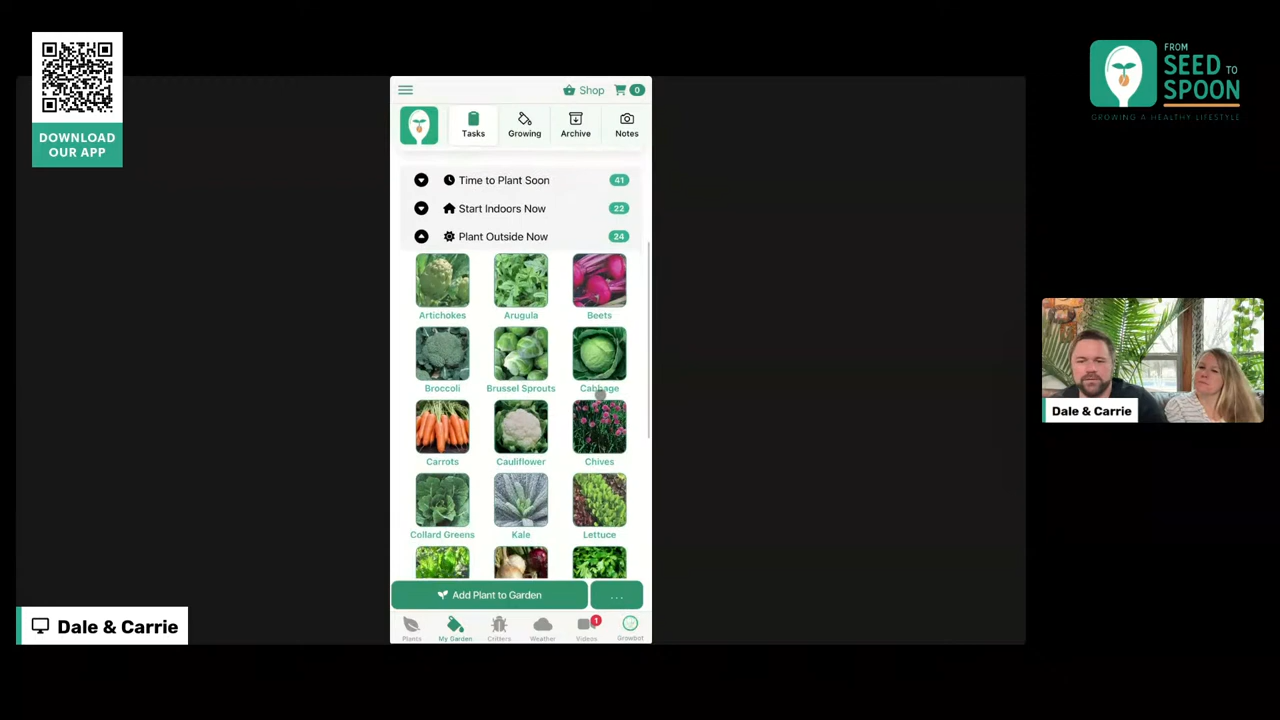 DOWNLOAD
OUR APP
Shop
0
Tasks
Growing
Archive
Notes
Time to Plant Soon
41
Start Indoors Now
22
Plant Outside Now
24
Artichokes
Arugula
Beets
Broccoli
Brussel Sprouts
Cabbage
Carrots
Cauliflower
Chives
Collard Greens
Kale
Lettuce
Add Plant to Garden
...
Plants
My Garden
Critters
Weather
Videos
1
Growbot
Dale & Carrie
FROM
SEED TO
SPOON
GROWING A HEALTHY LIFESTYLE
Dale & Carrie